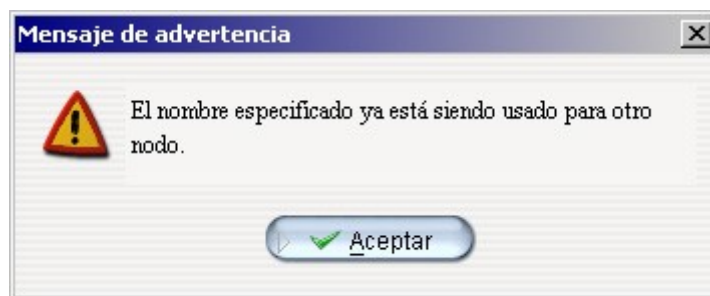 Mensaje de advertencia
El nombre especificado ya está siendo usado para otro
nodo.
Aceptar